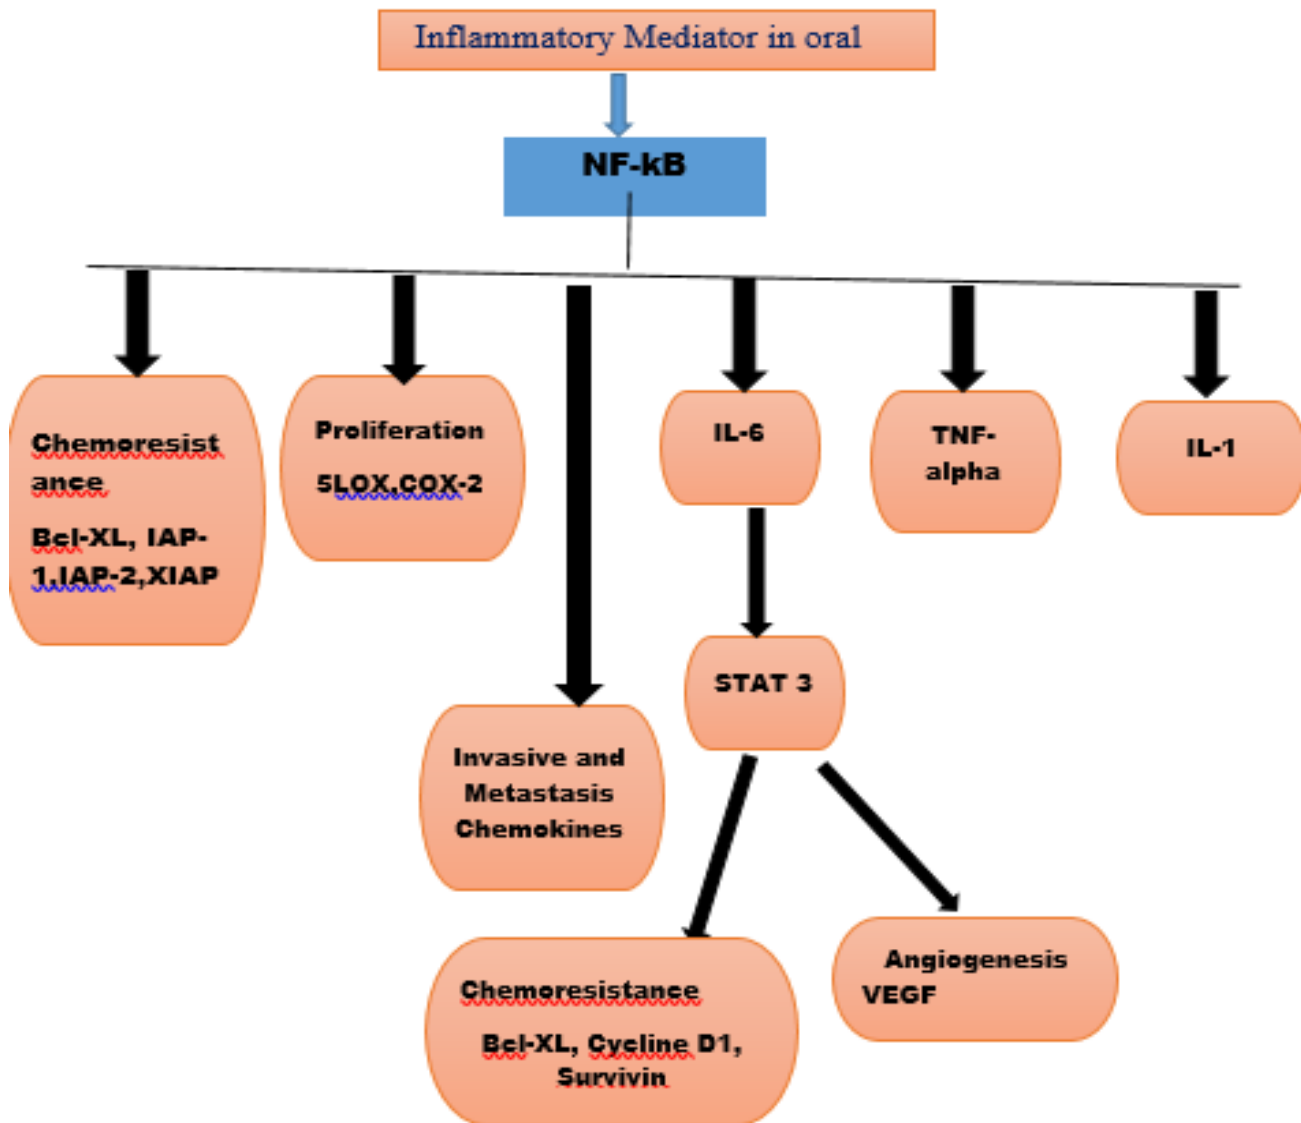 Inflammatory Mediator in oral
NF-kB
Chemoresist
ance
Bcl-XL, IAP-
1,IAP-2,XIAP
Proliferation
5LOX,COX-2
IL-6
TNF-
alpha
IL-1
STAT 3
Invasive and
Metastasis
Chemokines
Chemoresistance
Bcl-XL, Cycline D1,
Survivin
Angiogenesis
VEGF